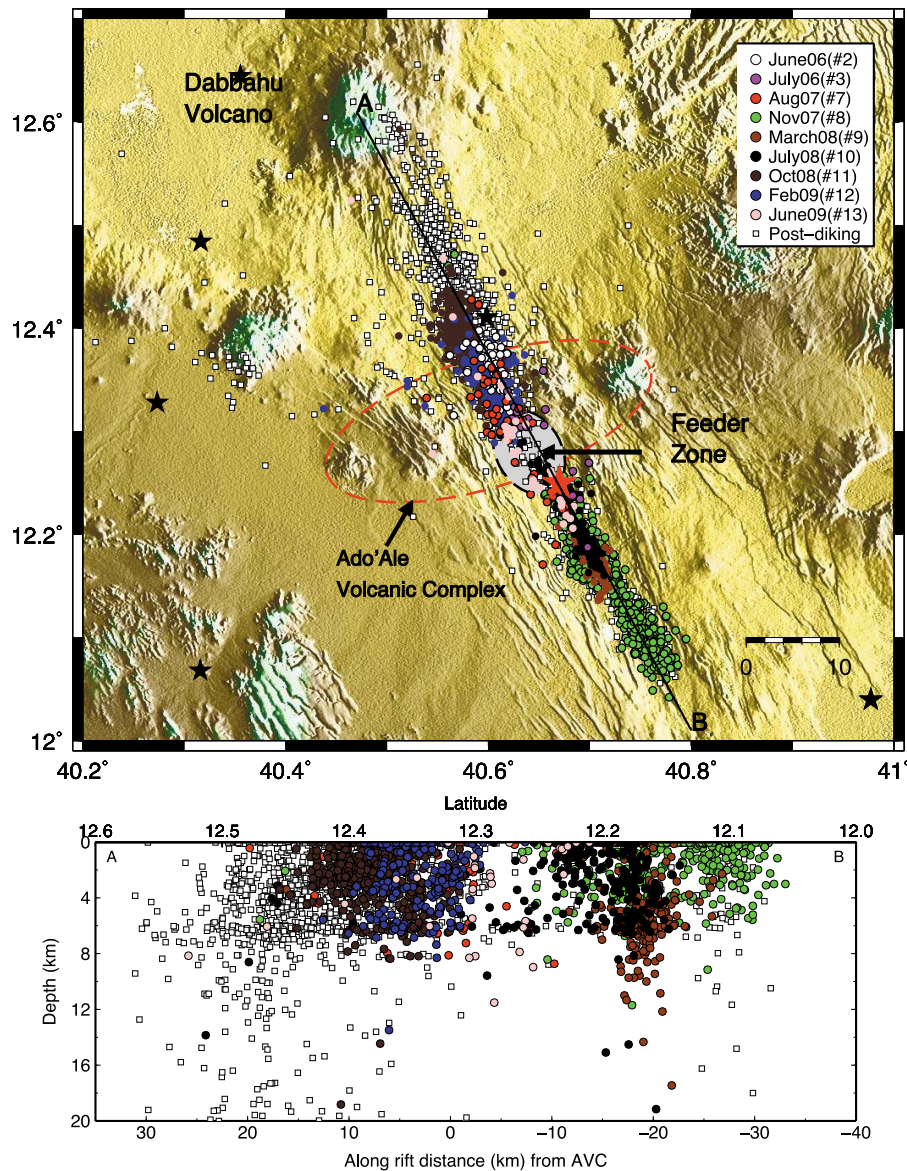 Dabbahu
Volcano
A
June06(#2)
July06(#3)
Aug07(#7)
Nov07(#8)
March08(#9)
July08(#10)
Oct08(#11)
Feb09(#12)
June09(#13)
Post−diking
12.6°
12.4°
12.2°
12°
Feeder
Zone
Ado'Ale
Volcanic Complex
0 10
B
40.2° 40.4° 40.6° 40.8° 41°
Latitude
12.6 12.5 12.4 12.3 12.2 12.1 12.0
A B
0
4
8
12
16
20
Depth (km)
30 20 10 0 −10 −20 −30 −40
Along rift distance (km) from AVC